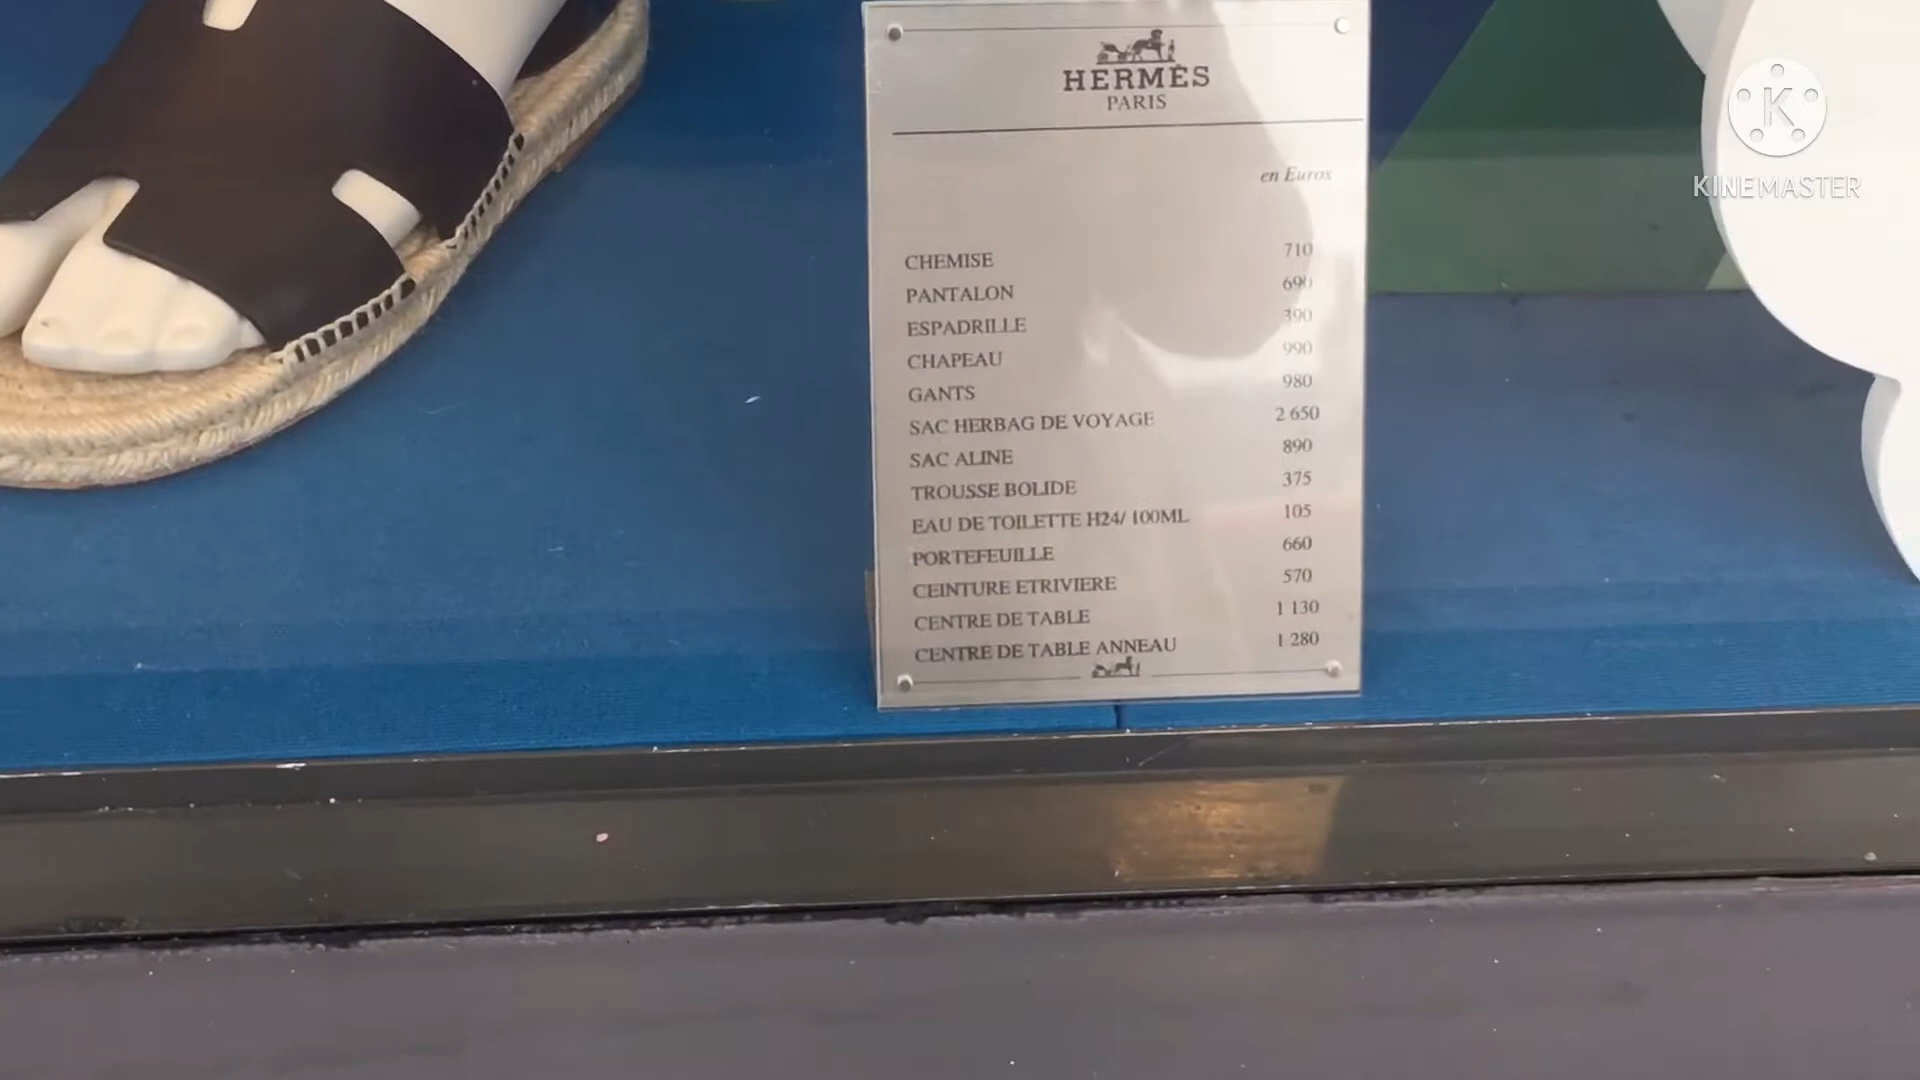 HERMÈS
PARIS
en Euros
CHEMISE 710
PANTALON 690
ESPADRILLE 390
CHAPEAU 990
GANTS 980
SAC HERBAG DE VOYAGE 2 650
SAC ALINE 890
TROUSSE BOLIDE 375
EAU DE TOILETTE H24/ 100ML 105
PORTEFEUILLE 660
CEINTURE ETRIVIERE 570
CENTRE DE TABLE 1 130
CENTRE DE TABLE ANNEAU 1 280
K
KINEMASTER